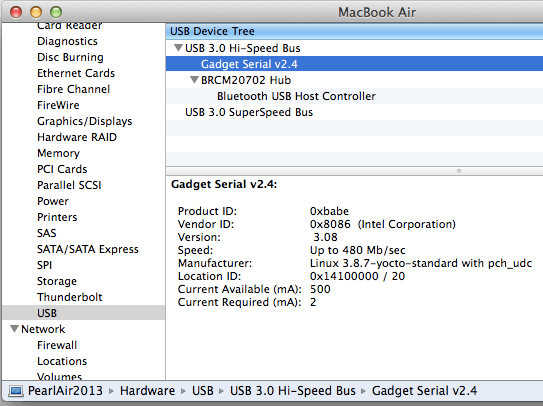 MacBook Air
Card Reader
Diagnostics
Disc Burning
Ethernet Cards
Fibre Channel
FireWire
Graphics/Displays
Hardware RAID
Memory
PCI Cards
Parallel SCSI
Power
Printers
SAS
SATA/SATA Express
SPI
Storage
Thunderbolt
USB
Network
Firewall
Locations
Volumes
USB Device Tree
USB 3.0 Hi-Speed Bus
Gadget Serial v2.4
BRCM20702 Hub
Bluetooth USB Host Controller
USB 3.0 SuperSpeed Bus
Gadget Serial v2.4:
Product ID: 0xbabe
Vendor ID: 0x8086 (Intel Corporation)
Version: 3.08
Speed: Up to 480 Mb/sec
Manufacturer: Linux 3.8.7-yocto-standard with pch_udc
Location ID: 0x14100000 / 20
Current Available (mA): 500
Current Required (mA): 2
PearlAir2013 ▸ Hardware ▸ USB ▸ USB 3.0 Hi-Speed Bus ▸ Gadget Serial v2.4